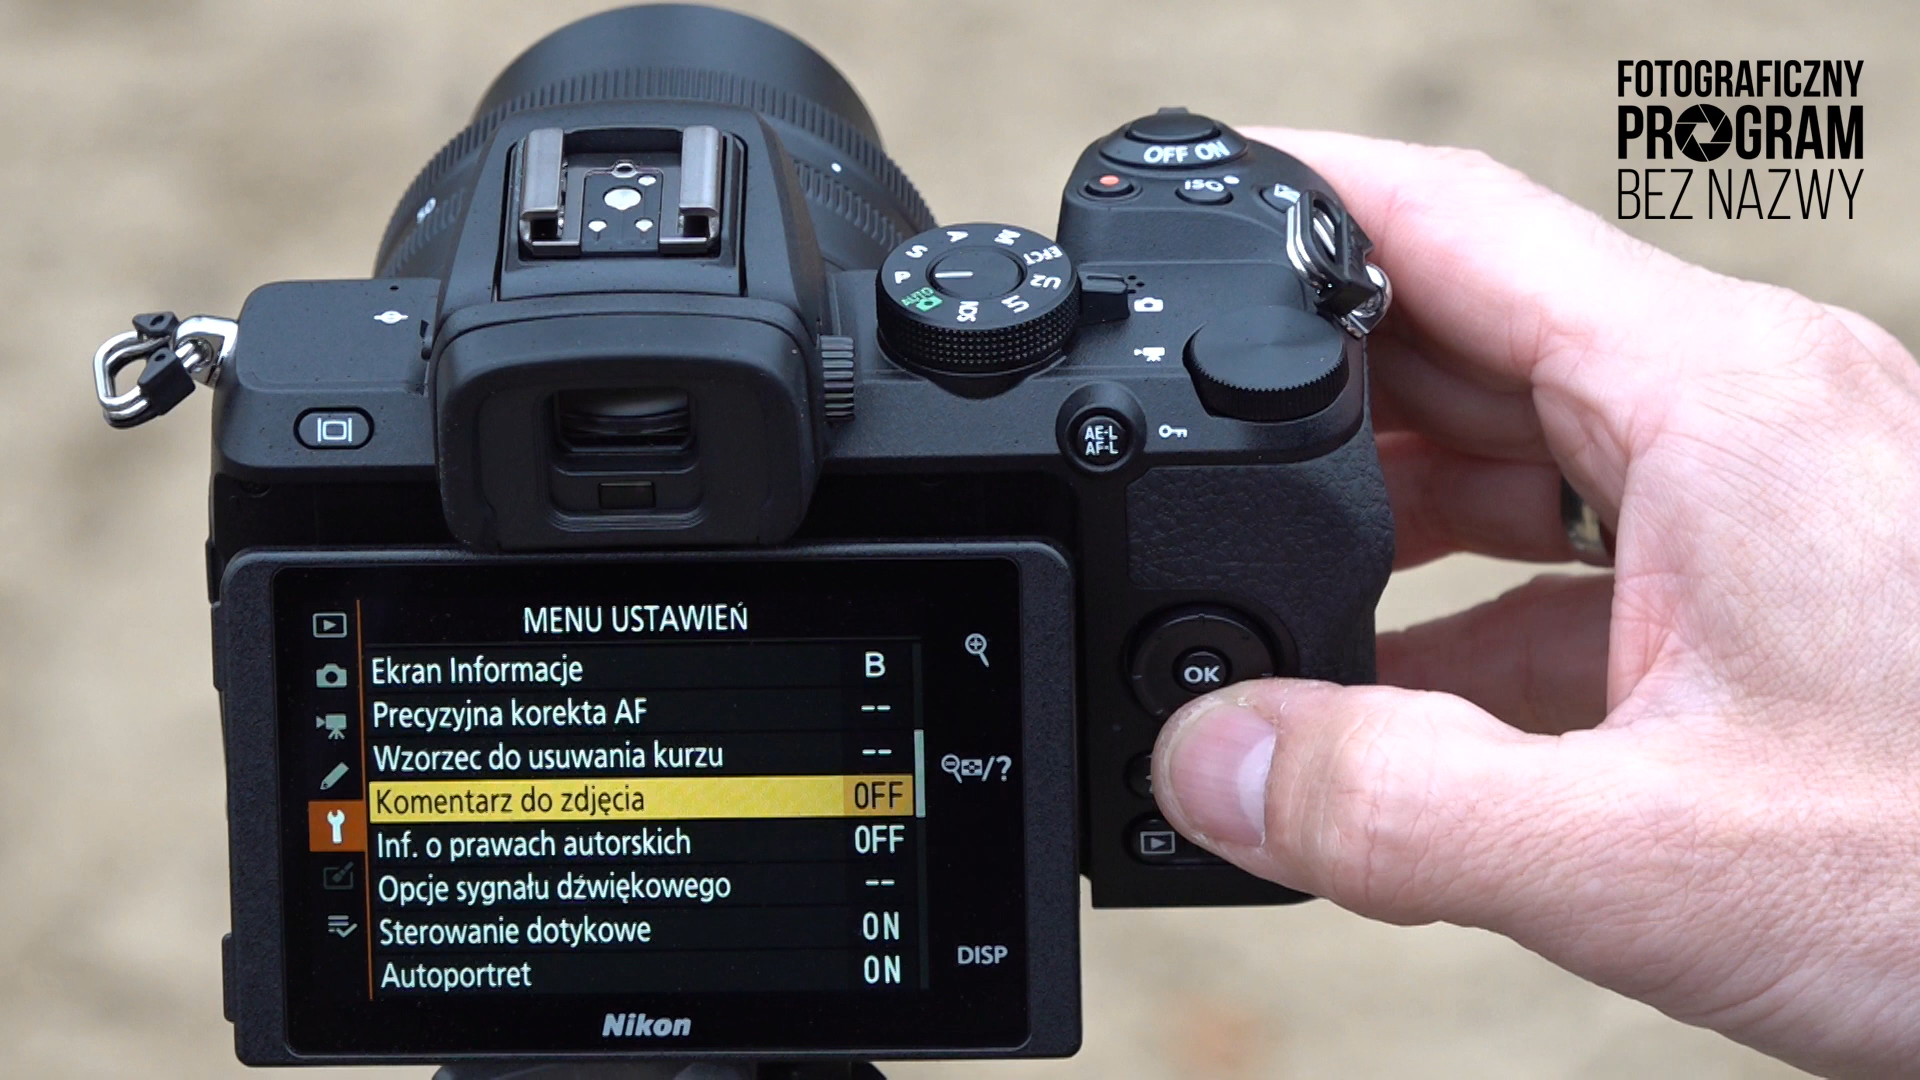 FOTOGRAFICZNY
PROGRAM
BEZ NAZWY
OFF ON
ISO
50
AUTO P S A M EFCT U2 U1 SCN
AE-L
AF-L
OK
MENU USTAWIEŃ
Ekran Informacje B
Precyzyjna korekta AF --
Wzorzec do usuwania kurzu --
Komentarz do zdjęcia OFF
Inf. o prawach autorskich OFF
Opcje sygnału dźwiękowego --
Sterowanie dotykowe ON
Autoportret ON
/?
DISP
Nikon